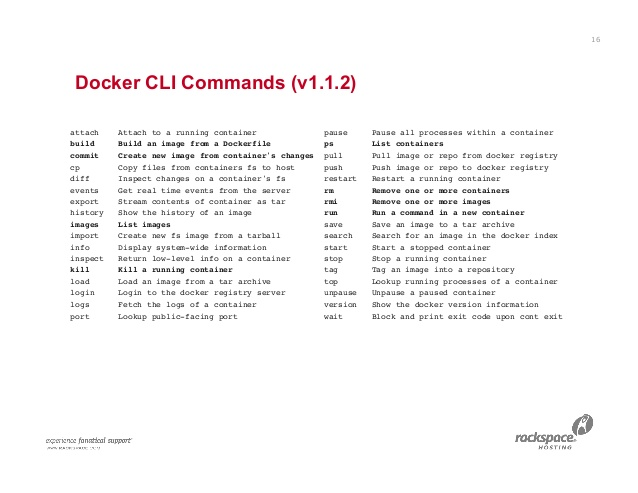 16
Docker CLI Commands (v1.1.2)
attach Attach to a running container
build Build an image from a Dockerfile
commit Create new image from container's changes
cp Copy files from containers fs to host
diff Inspect changes on a container's fs
events Get real time events from the server
export Stream contents of container as tar
history Show the history of an image
images List images
import Create new fs image from a tarball
info Display system-wide information
inspect Return low-level info on a container
kill Kill a running container
load Load an image from a tar archive
login Login to the docker registry server
logs Fetch the logs of a container
port Lookup public-facing port
pause Pause all processes within a container
ps List containers
pull Pull image or repo from docker registry
push Push image or repo to docker registry
restart Restart a running container
rm Remove one or more containers
rmi Remove one or more images
run Run a command in a new container
save Save an image to a tar archive
search Search for an image in the docker index
start Start a stopped container
stop Stop a running container
tag Tag an image into a repository
top Lookup running processes of a container
unpause Unpause a paused container
version Show the docker version information
wait Block and print exit code upon cont exit
experience fanatical support®
WWW.RACKSPACE.COM
rackspace®
HOSTING